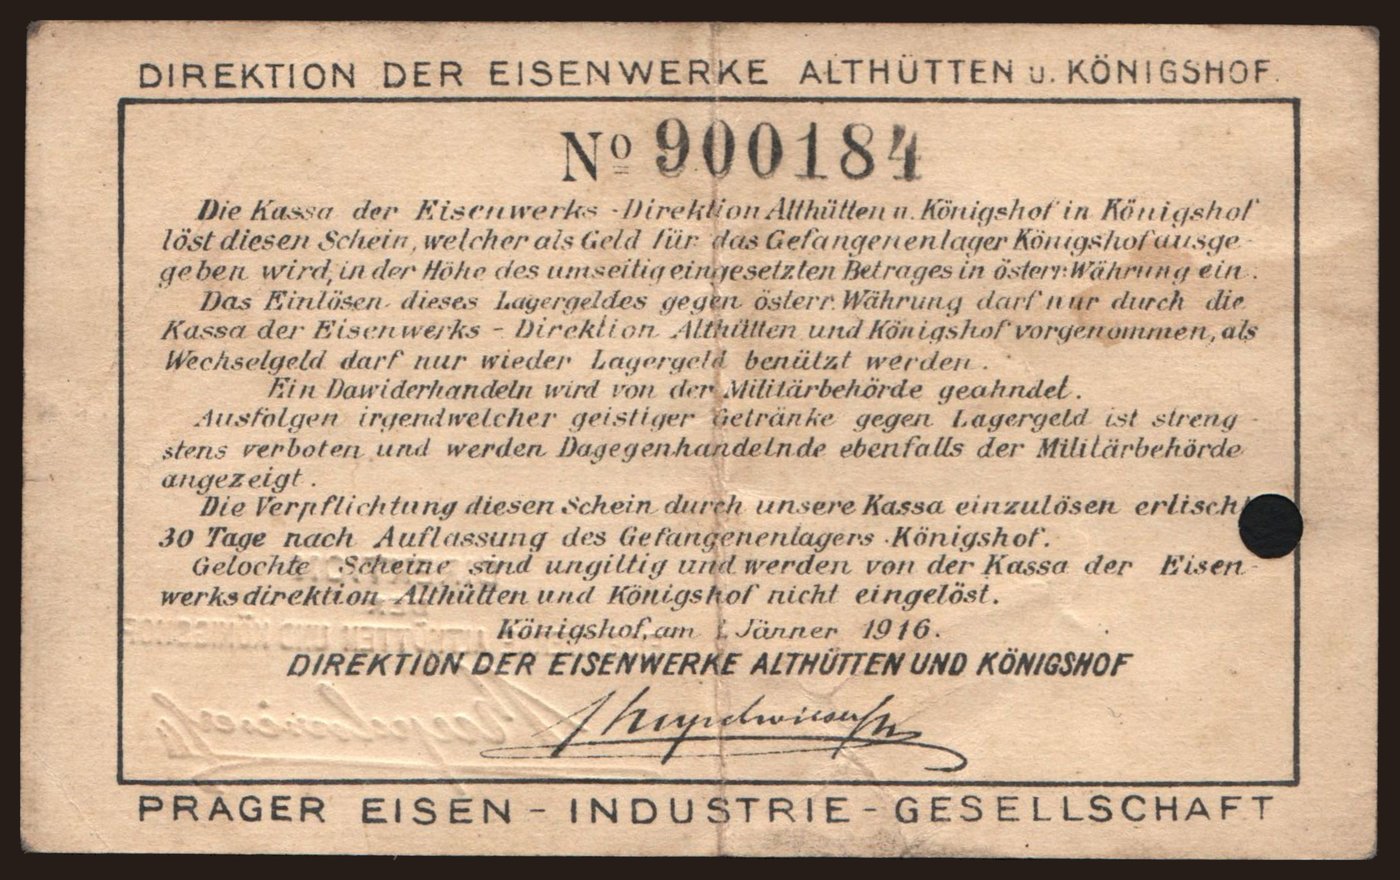 DIREKTION DER EISENWERKE ALTHÜTTEN u. KÖNIGSHOF.
No 900184
Die Kassa der Eisenwerks-Direktion Althütten u. Königshof in Königshof
löst diesen Schein, welcher als Geld für das Gefangenenlager Königshof ausge-
geben wird, in der Höhe des umseitig eingesetzten Betrages in österr. Währung ein.
Das Einlösen dieses Lagergeldes gegen österr. Währung darf nur durch die
Kassa der Eisenwerks-Direktion Althütten und Königshof vorgenommen, als
Wechselgeld darf nur wieder Lagergeld benützt werden.
Ein Dawiderhandeln wird von der Militärbehörde geahndet.
Ausfolgen irgendwelcher geistiger Getränke gegen Lagergeld ist streng-
stens verboten und werden Dagegenhandelnde ebenfalls der Militärbehörde
angezeigt.
Die Verpflichtung diesen Schein durch unsere Kassa einzulösen erlischt
30 Tage nach Auflassung des Gefangenenlagers Königshof.
Gelochte Scheine sind ungiltig und werden von der Kassa der Eisen-
werksdirektion Althütten und Königshof nicht eingelöst.
Königshof, am 1. Jänner 1916.
DIREKTION DER EISENWERKE ALTHÜTTEN UND KÖNIGSHOF
PRAGER EISEN-INDUSTRIE-GESELLSCHAFT